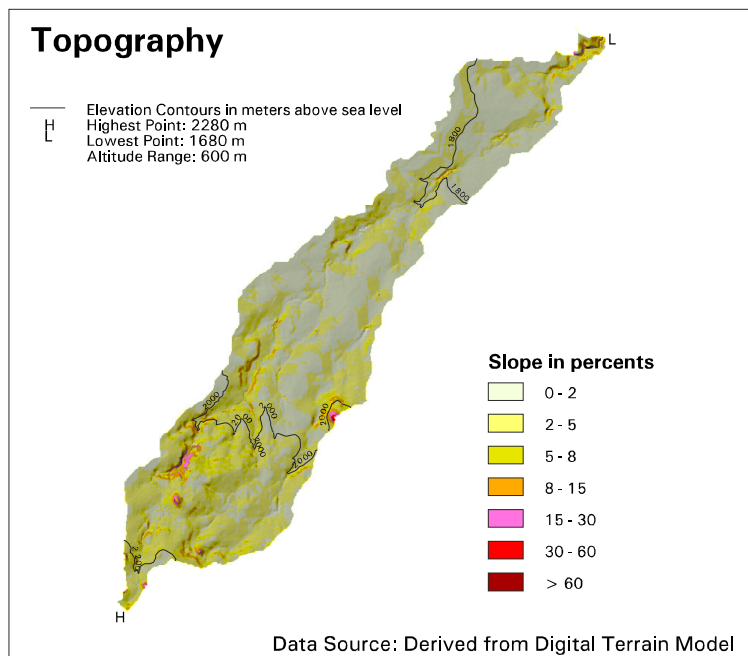 Topography
L
Elevation Contours in meters above sea level
H Highest Point: 2280 m
L Lowest Point: 1680 m
Altitude Range: 600 m
1800
1800
Slope in percents
0 - 2
2 - 5
5 - 8
8 - 15
15 - 30
30 - 60
> 60
2000
2000
2000
2000
2000
2000
2200
H
Data Source: Derived from Digital Terrain Model